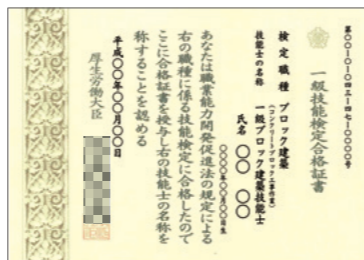 第〇〇-1-〇四三-一四七-〇〇〇〇号
一級技能検定合格証書
検定職種 ブロック建築
(コンクリートブロック工事作業)
技能士の名称 一級ブロック建築技能士
氏名 〇〇 〇〇
〇〇〇〇年〇〇月〇〇日生
あなたは職業能力開発促進法の規定による
右の職種に係る技能検定に合格したので
ここに合格証書を授与し右の技能士の名称を
称することを認める
平成〇〇年〇〇月〇〇日
厚生労働大臣